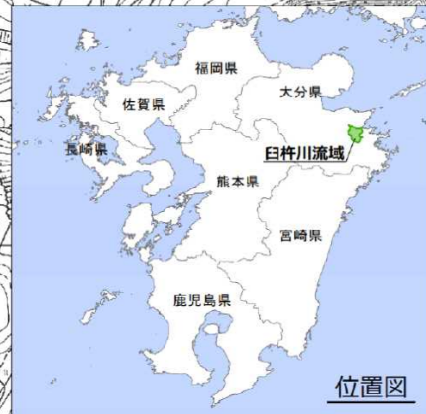 福岡県
大分県
佐賀県
臼杵川流域
長崎県
熊本県
宮崎県
鹿児島県
位置図